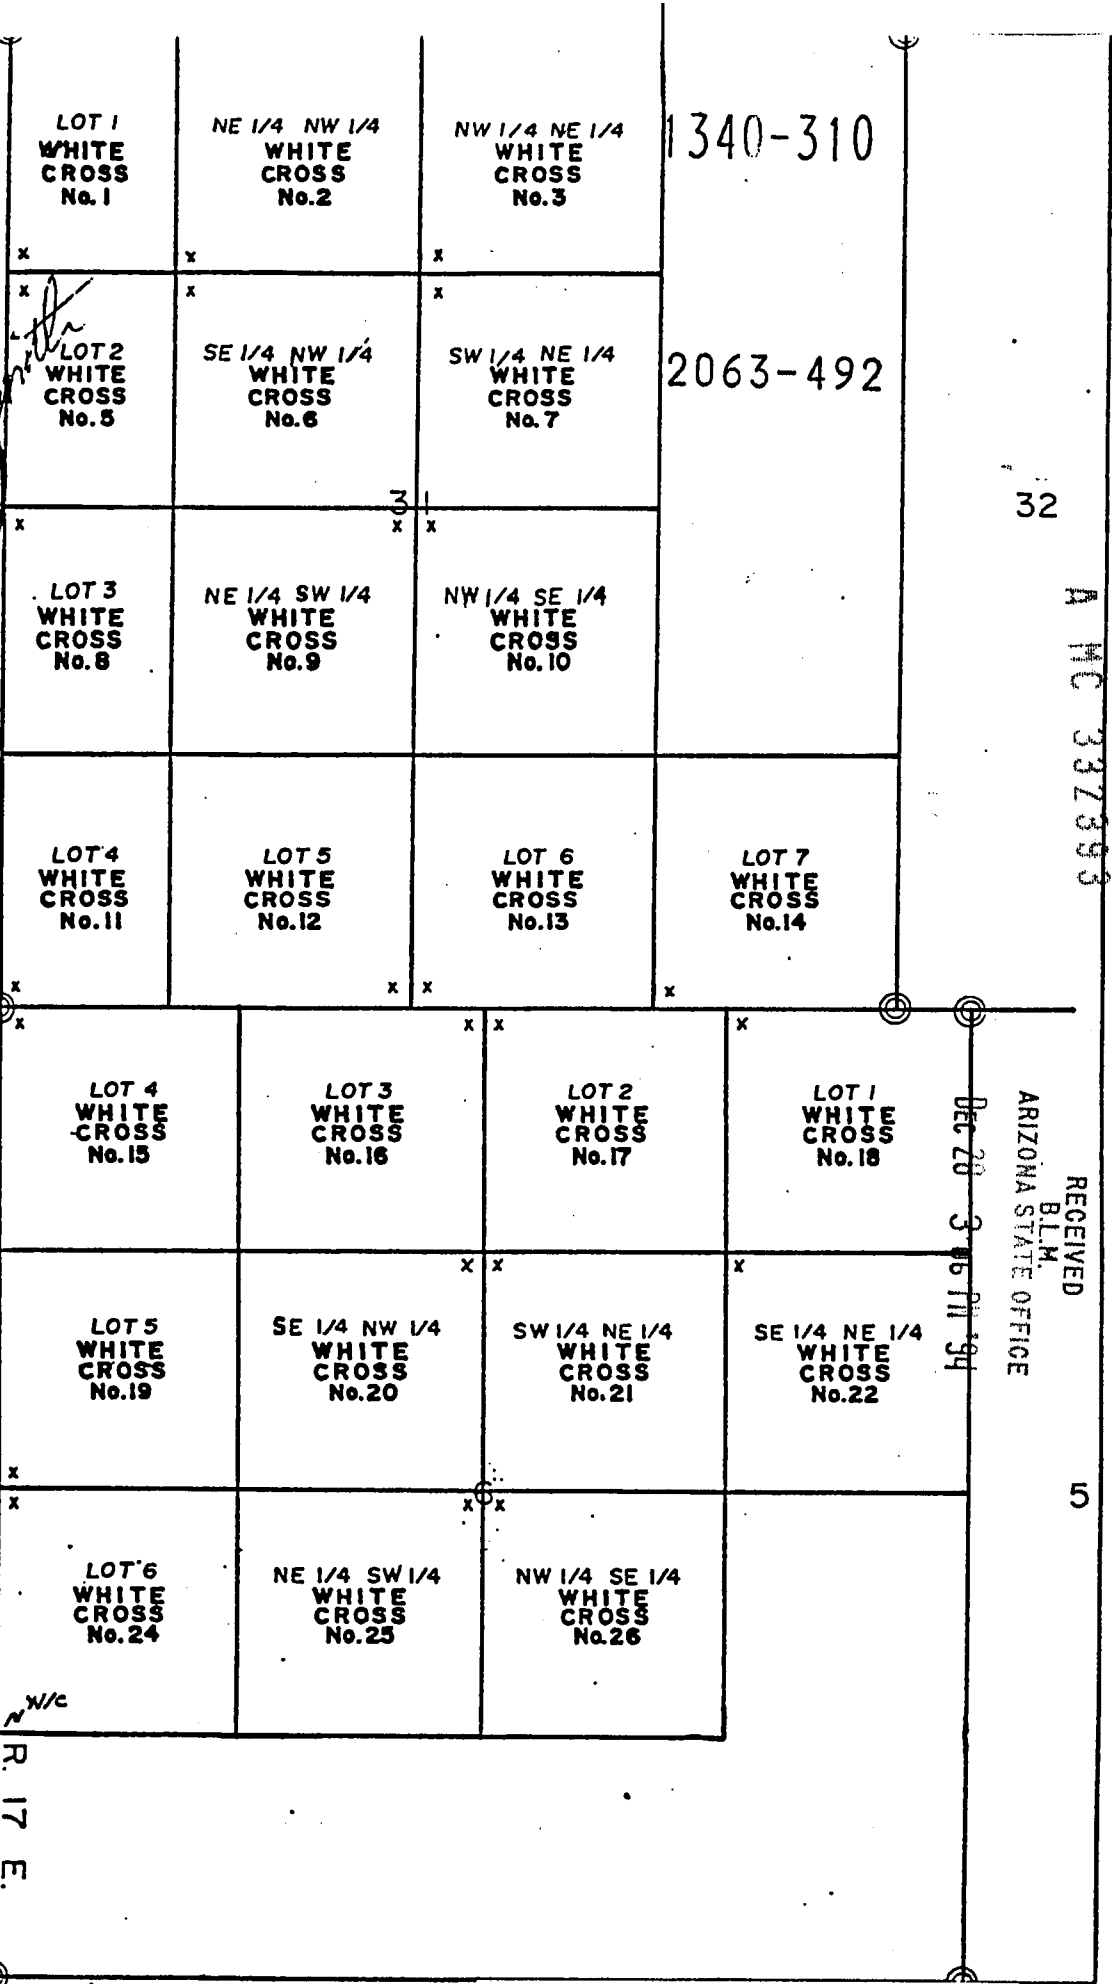 LOT 1
WHITE
CROSS
No. 1
NE 1/4 NW 1/4
WHITE
CROSS
No. 2
NW 1/4 NE 1/4
WHITE
CROSS
No. 3
1340-310
LOT 2
WHITE
CROSS
No. 5
SE 1/4 NW 1/4
WHITE
CROSS
No. 6
SW 1/4 NE 1/4
WHITE
CROSS
No. 7
2063-492
31
32
LOT 3
WHITE
CROSS
No. 8
NE 1/4 SW 1/4
WHITE
CROSS
No. 9
NW 1/4 SE 1/4
WHITE
CROSS
No. 10
A MC 337393
LOT 4
WHITE
CROSS
No. 11
LOT 5
WHITE
CROSS
No. 12
LOT 6
WHITE
CROSS
No. 13
LOT 7
WHITE
CROSS
No. 14
LOT 4
WHITE
CROSS
No. 15
LOT 3
WHITE
CROSS
No. 16
LOT 2
WHITE
CROSS
No. 17
LOT 1
WHITE
CROSS
No. 18
RECEIVED
B.L.M.
ARIZONA STATE OFFICE
DEC 20 3 06 PM '94
LOT 5
WHITE
CROSS
No. 19
SE 1/4 NW 1/4
WHITE
CROSS
No. 20
SW 1/4 NE 1/4
WHITE
CROSS
No. 21
SE 1/4 NE 1/4
WHITE
CROSS
No. 22
6
5
LOT 6
WHITE
CROSS
No. 24
NE 1/4 SW 1/4
WHITE
CROSS
No. 25
NW 1/4 SE 1/4
WHITE
CROSS
No. 26
W/C
R. 17 E.